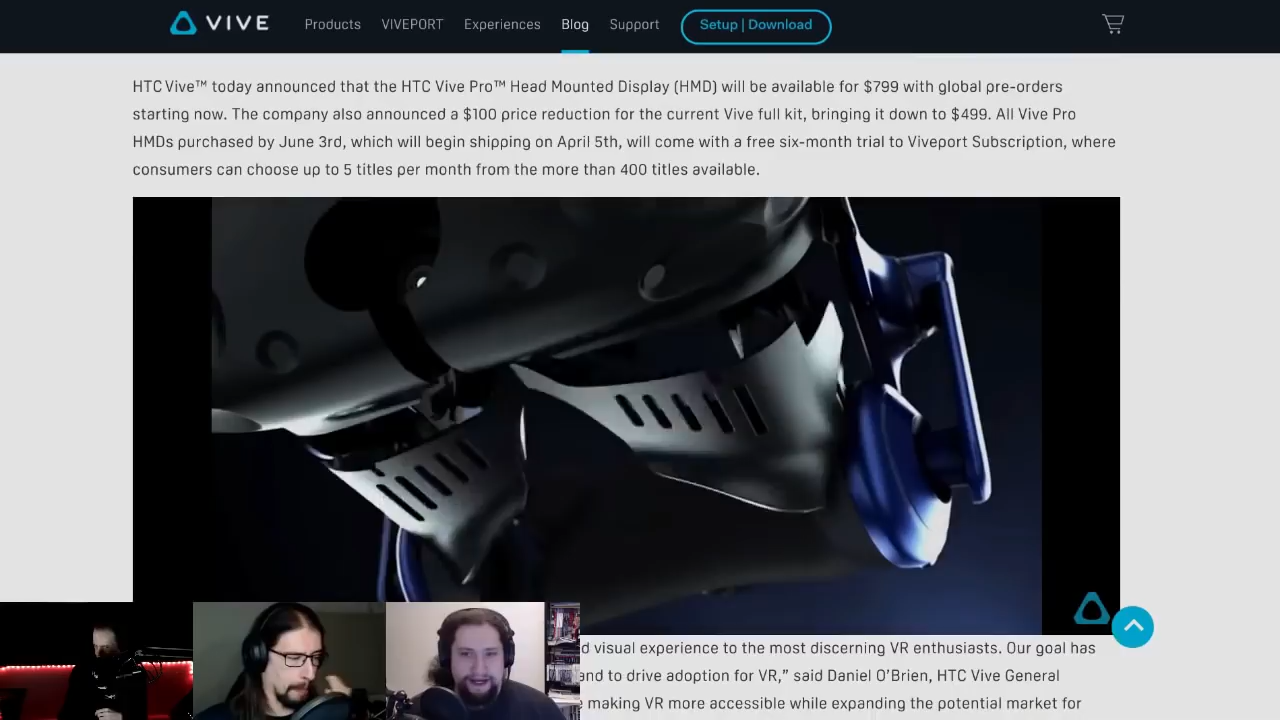 VIVE
Products
VIVEPORT
Experiences
Blog
Support
Setup | Download
HTC Vive™ today announced that the HTC Vive Pro™ Head Mounted Display (HMD) will be available for $799 with global pre-orders
starting now. The company also announced a $100 price reduction for the current Vive full kit, bringing it down to $499. All Vive Pro
HMDs purchased by June 3rd, which will begin shipping on April 5th, will come with a free six-month trial to Viveport Subscription, where
consumers can choose up to 5 titles per month from the more than 400 titles available.
d visual experience to the most discerning VR enthusiasts. Our goal has
and to drive adoption for VR,” said Daniel O’Brien, HTC Vive General
making VR more accessible while expanding the potential market for